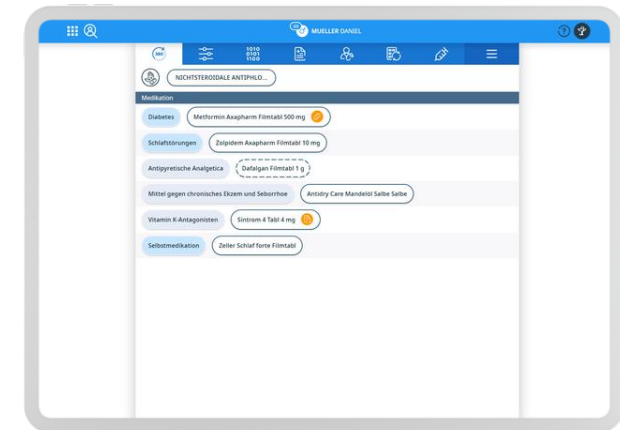 MUELLER DANIEL
360°
1010
0101
1100
NICHTSTEROIDALE ANTIPHLO...
Medikation
Diabetes Metformin Axapharm Filmtabl 500 mg
Schlafstörungen Zolpidem Axapharm Filmtabl 10 mg
Antipyretische Analgetica Dafalgan Filmtabl 1 g
Mittel gegen chronisches Ekzem und Seborrhoe Antidry Care Mandelöl Salbe Salbe
Vitamin K-Antagonisten Sintrom 4 Tabl 4 mg
Selbstmedikation Zeller Schlaf forte Filmtabl